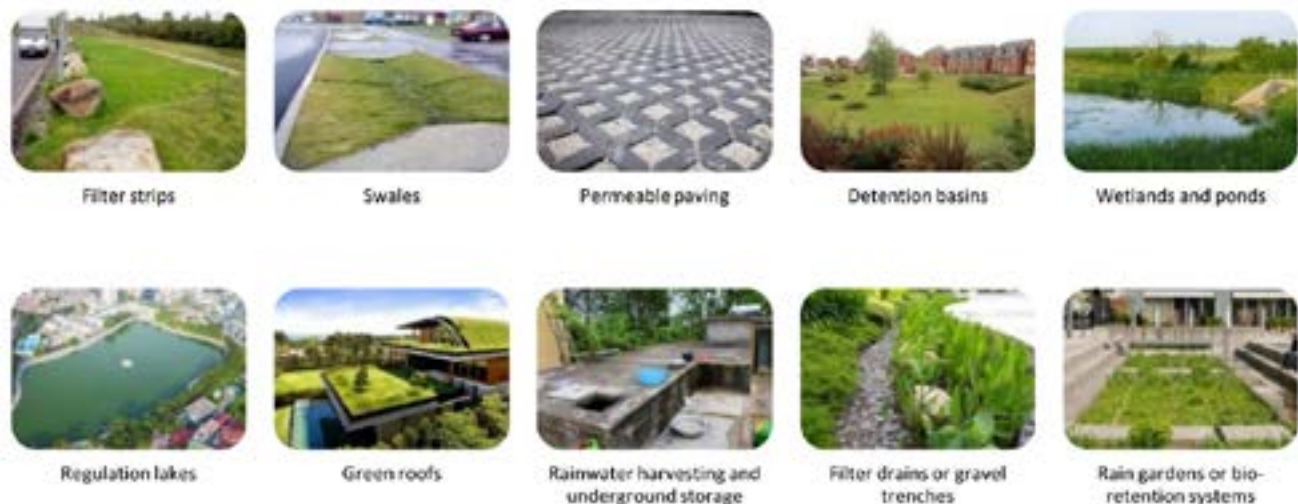 Filter strips
Swales
Permeable paving
Detention basins
Wetlands and ponds
Regulation lakes
Green roofs
Rainwater harvesting and
underground storage
Filter drains or gravel
trenches
Rain gardens or bio-
retention systems